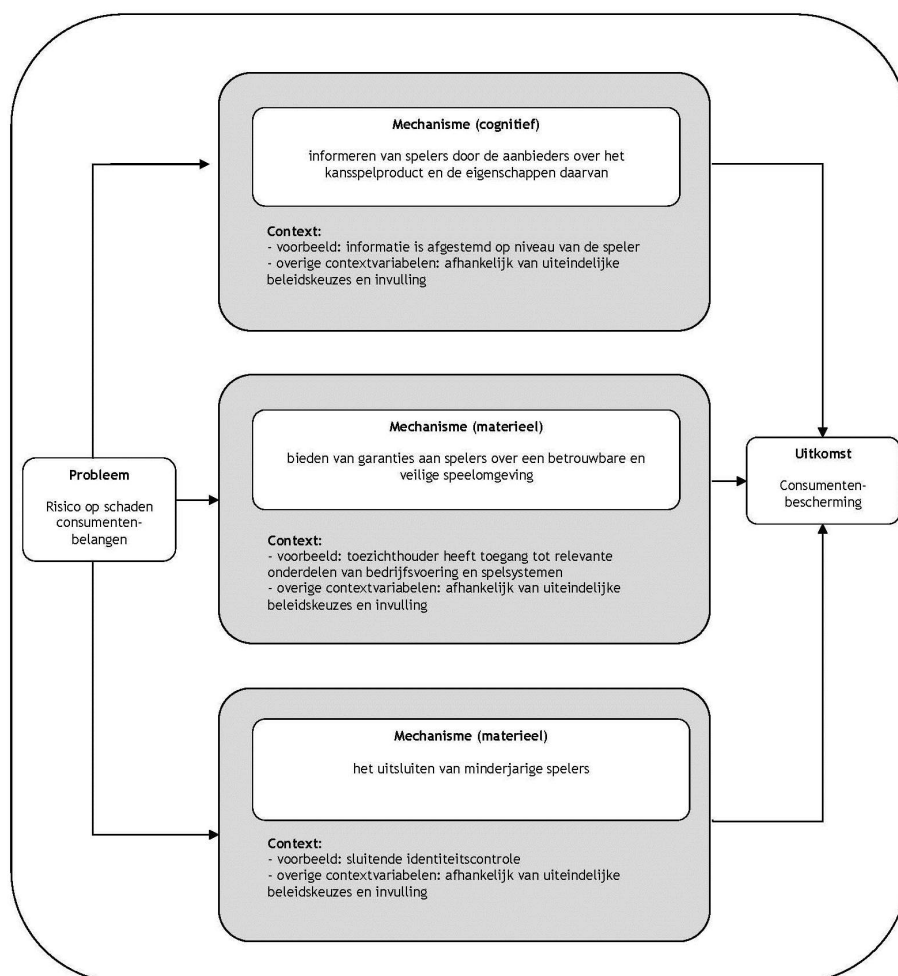 Mechanisme (cognitief)
informeren van spelers door de aanbieders over het
kansspelproduct en de eigenschappen daarvan
Context:
- voorbeeld: informatie is afgestemd op niveau van de speler
- overige contextvariabelen: afhankelijk van uiteindelijke
beleidskeuzes en invulling
Probleem
Risico op schaden
consumenten-
belangen
Mechanisme (materieel)
bieden van garanties aan spelers over een betrouwbare en
veilige speelomgeving
Context:
- voorbeeld: toezichthouder heeft toegang tot relevante
onderdelen van bedrijfsvoering en spelsystemen
- overige contextvariabelen: afhankelijk van uiteindelijke
beleidskeuzes en invulling
Uitkomst
Consumenten-
bescherming
Mechanisme (materieel)
het uitsluiten van minderjarige spelers
Context:
- voorbeeld: sluitende identiteitscontrole
- overige contextvariabelen: afhankelijk van uiteindelijke
beleidskeuzes en invulling